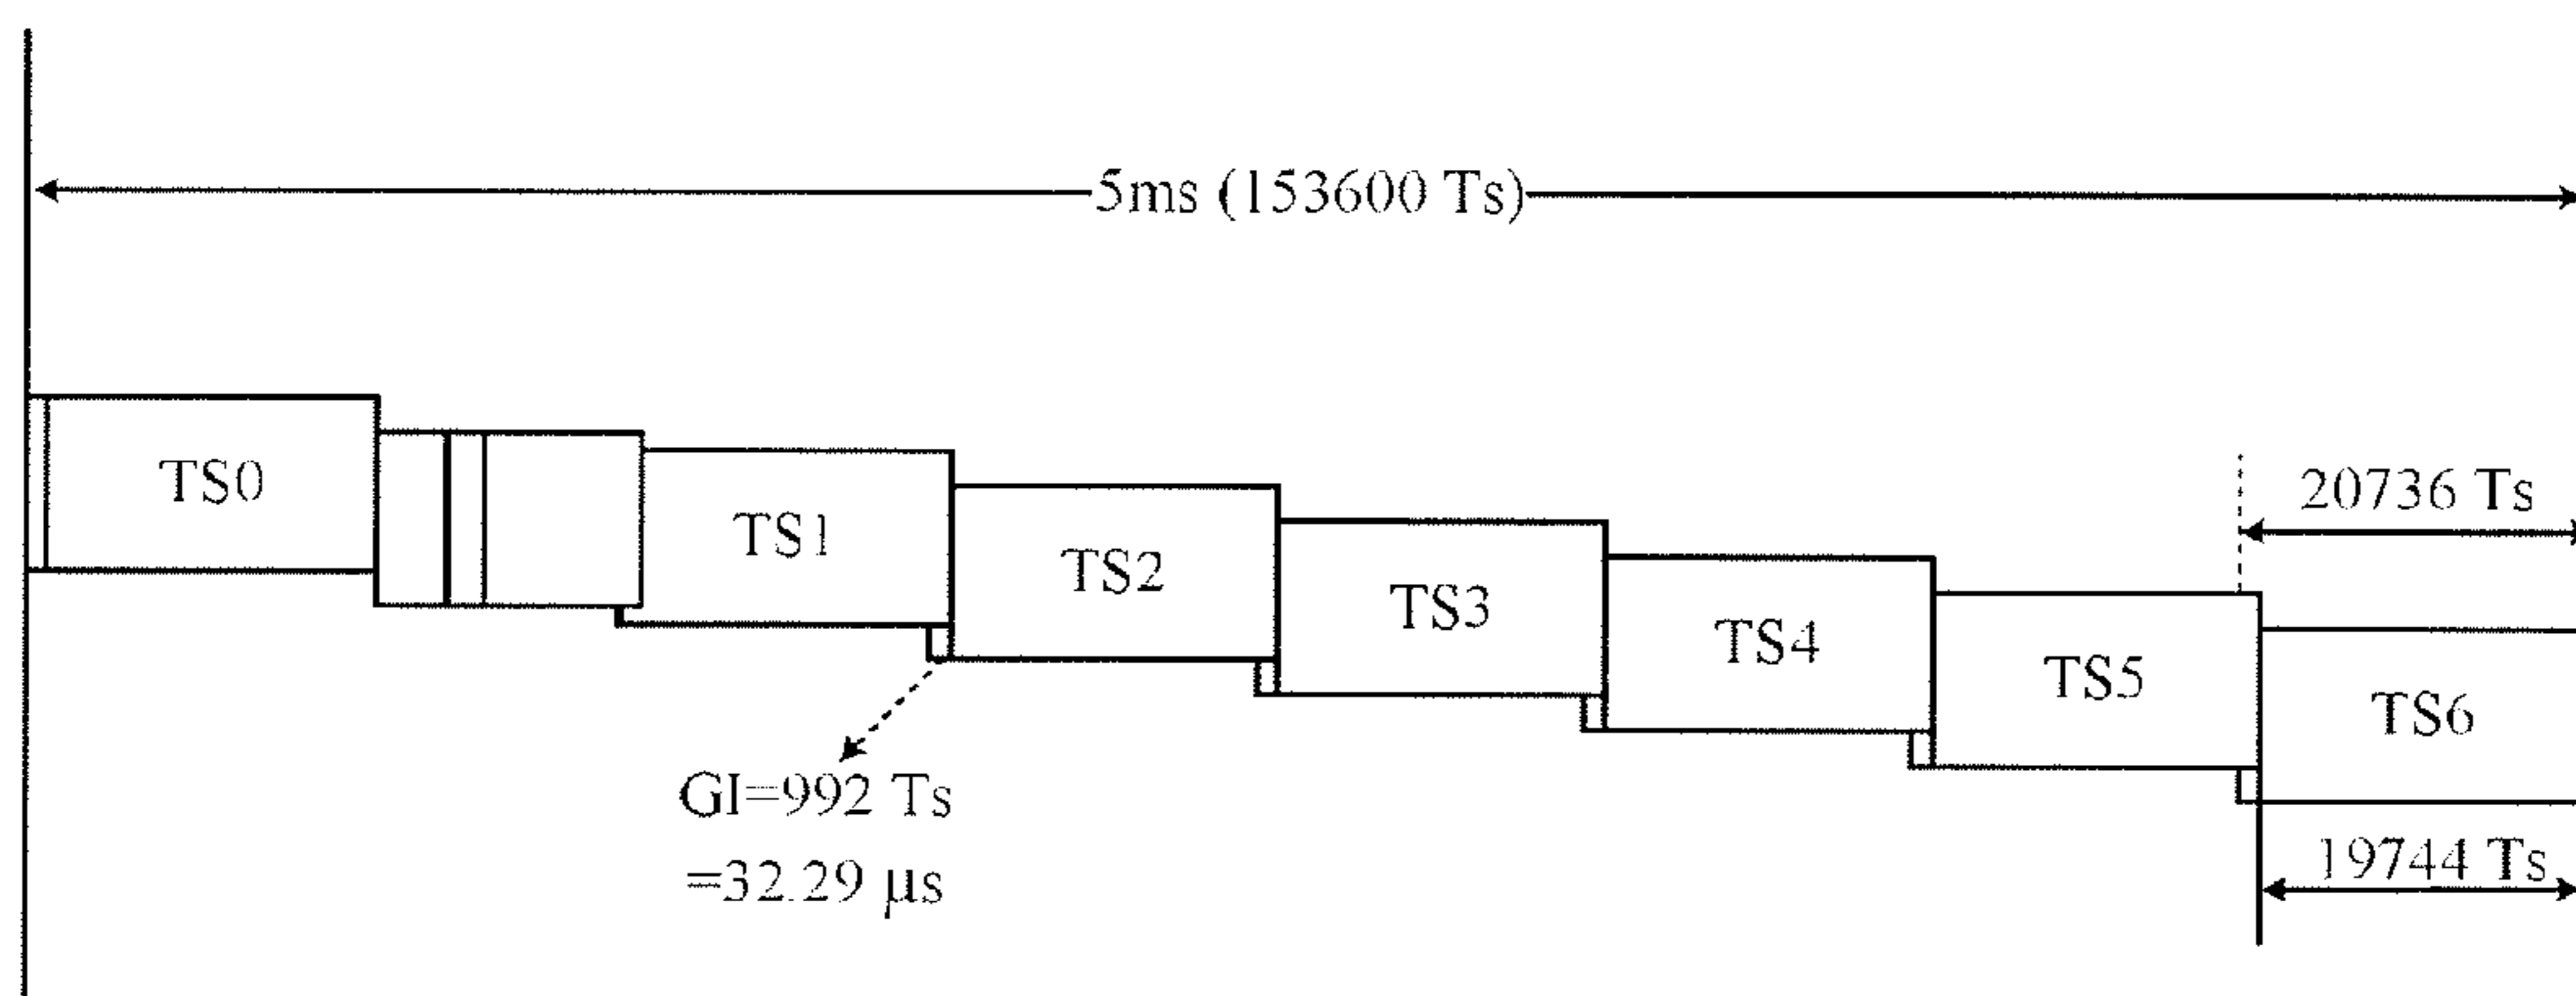 5ms (153600 Ts)
TS0
TS1
TS2
TS3
TS4
TS5
TS6
20736 Ts
GI=992 Ts
=32.29 μs
19744 Ts